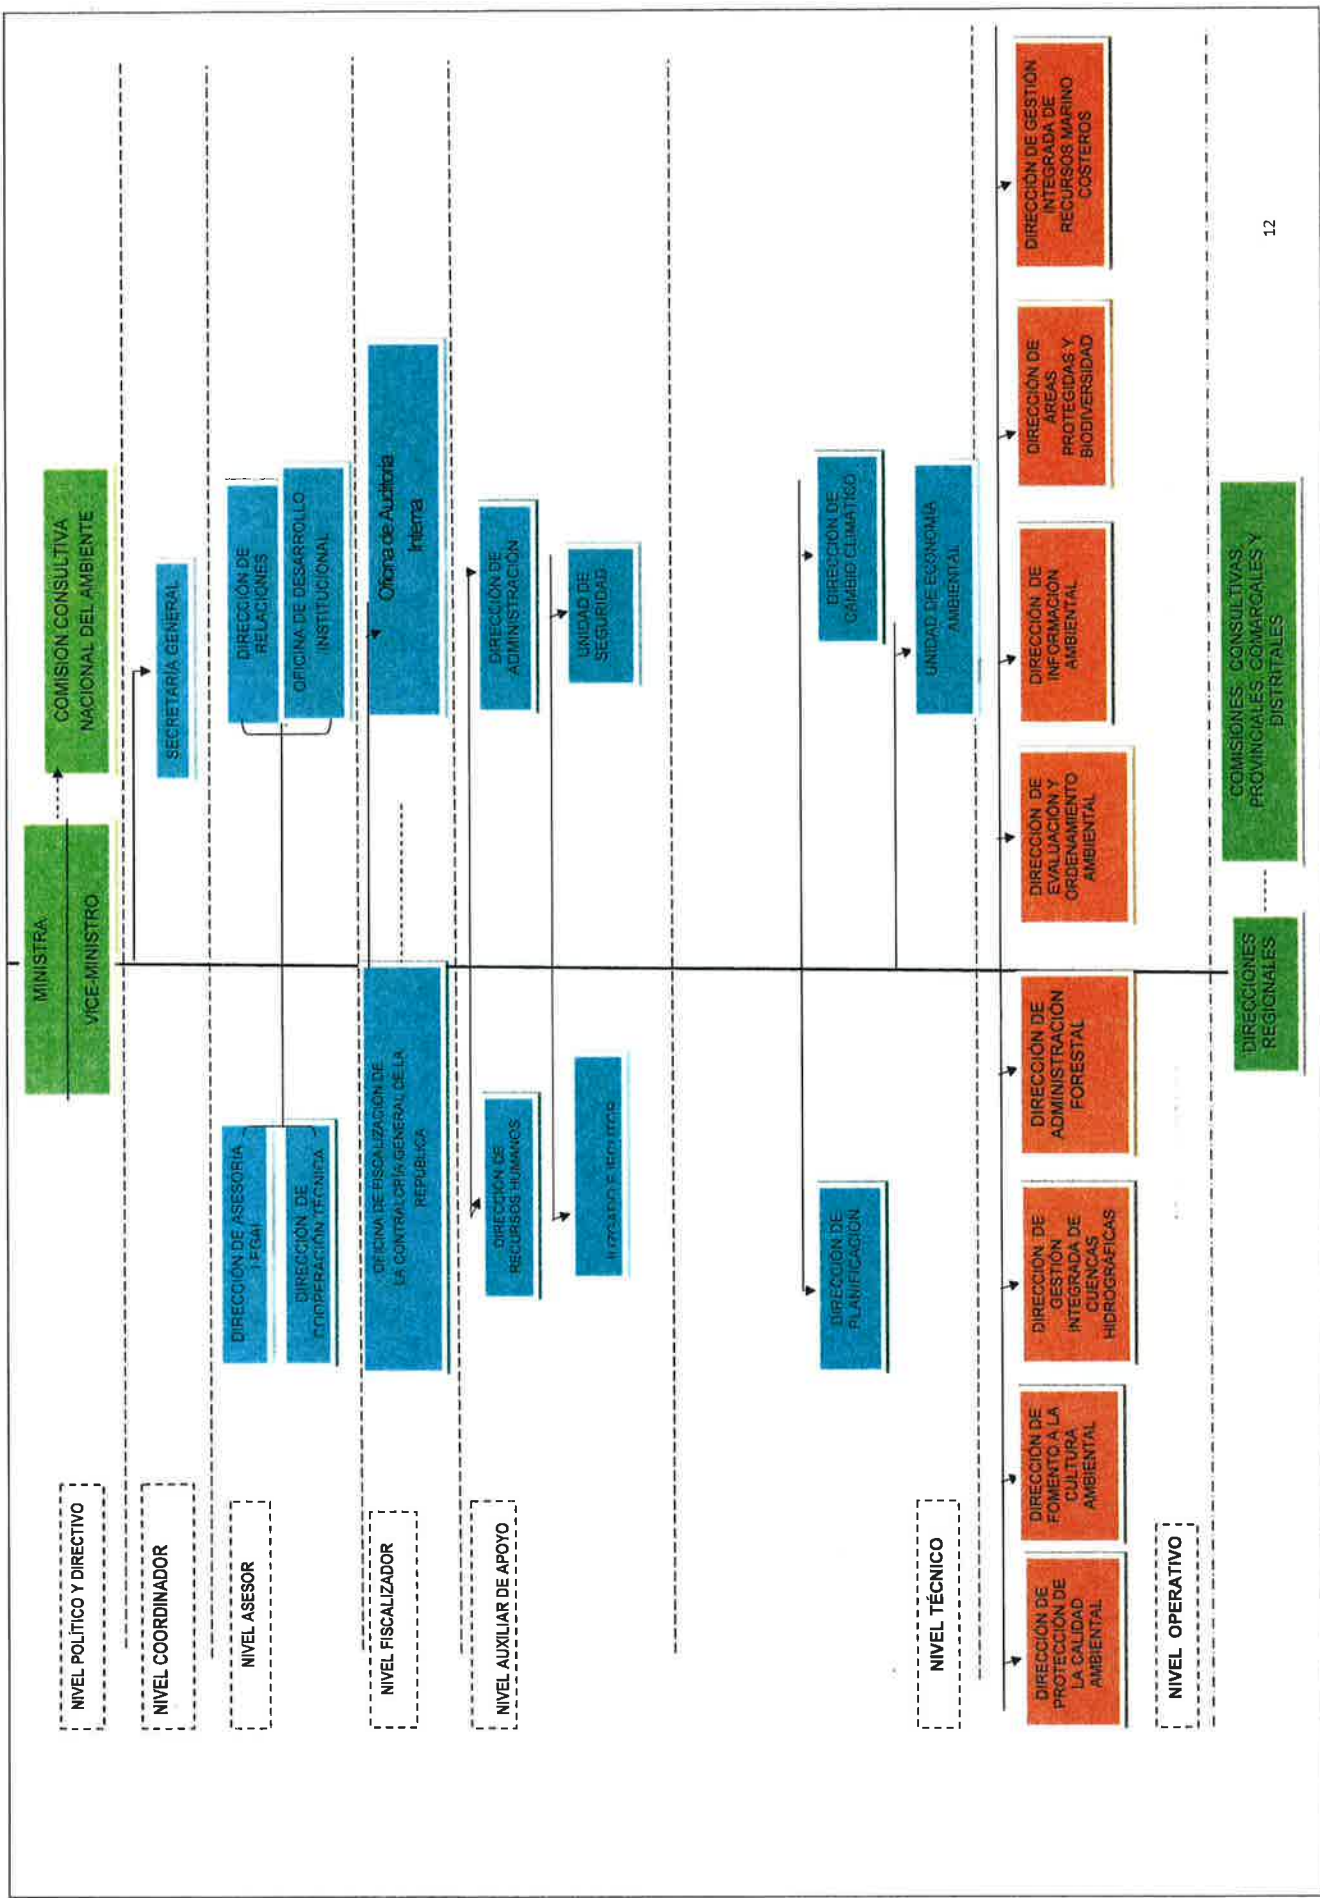 MINISTRA
VICE-MINISTRO
COMISIÓN CONSULTIVA
NACIONAL DEL AMBIENTE
NIVEL POLÍTICO Y DIRECTIVO
SECRETARÍA GENERAL
NIVEL COORDINADOR
DIRECCIÓN DE ASESORIA
LEGAL
DIRECCIÓN DE
COOPERACIÓN TÉCNICA
DIRECCIÓN DE
RELACIONES
OFICINA DE DESARROLLO
INSTITUCIONAL
NIVEL ASESOR
OFICINA DE FISCALIZACIÓN DE
LA CONTRALORÍA GENERAL DE LA
REPÚBLICA
Oficina de Auditoria
Interna
NIVEL FISCALIZADOR
DIRECCIÓN DE
RECURSOS HUMANOS
DIRECCIÓN DE
ADMINISTRACIÓN
NIVEL AUXILIAR DE APOYO
JUZGADO EJECUTOR
UNIDAD DE
SEGURIDAD
DIRECCIÓN DE
PLANIFICACIÓN
DIRECCIÓN DE
CAMBIO CLIMÁTICO
UNIDAD DE ECONOMÍA
AMBIENTAL
NIVEL TÉCNICO
DIRECCIÓN DE
PROTECCIÓN DE
LA CALIDAD
AMBIENTAL
DIRECCIÓN DE
FOMENTO A LA
CULTURA
AMBIENTAL
DIRECCIÓN DE
GESTIÓN
INTEGRADA DE
CUENCAS
HIDROGRÁFICAS
DIRECCIÓN DE
ADMINISTRACIÓN
FORESTAL
DIRECCIÓN DE
EVALUACIÓN Y
ORDENAMIENTO
AMBIENTAL
DIRECCIÓN DE
INFORMACIÓN
AMBIENTAL
DIRECCIÓN DE
ÁREAS
PROTEGIDAS Y
BIODIVERSIDAD
DIRECCIÓN DE GESTIÓN
INTEGRADA DE
RECURSOS MARINO
COSTEROS
NIVEL OPERATIVO
DIRECCIONES
REGIONALES
COMISIONES CONSULTIVAS
PROVINCIALES, COMARCALES Y
DISTRITALES
12